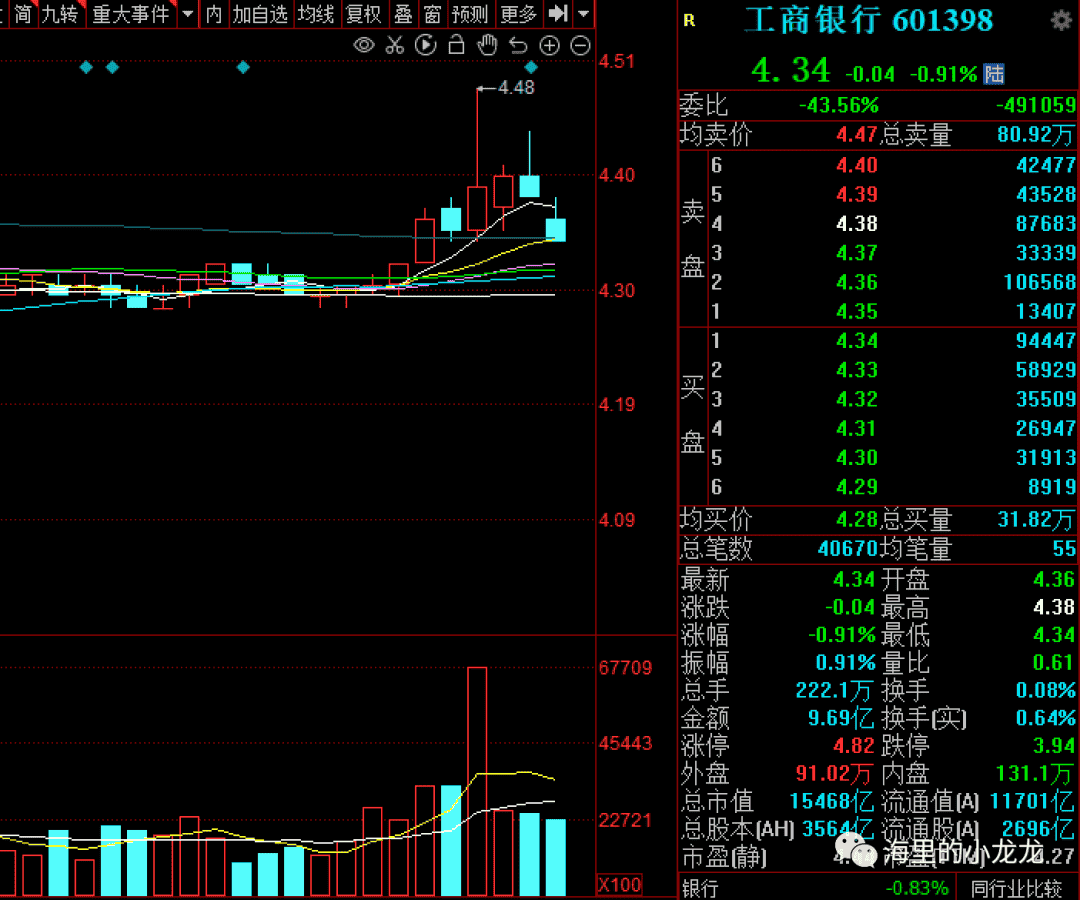 简 九转 重大事件 内 加自选 均线 复权 叠 窗 预测 更多
4.51
4.48
4.40
4.30
4.19
4.09
67709
45443
22721
X100
R 工商银行 601398
4.34 -0.04 -0.91% 陆
委比 -43.56% -491059
均卖价 4.47 总卖量 80.92万
卖盘
6 4.40 42477
5 4.39 43528
4 4.38 87683
3 4.37 33339
2 4.36 106568
1 4.35 13407
买盘
1 4.34 94447
2 4.33 58929
3 4.32 35509
4 4.31 26947
5 4.30 31913
6 4.29 8919
均买价 4.28 总买量 31.82万
总笔数 40670 均笔量 55
最新 4.34 开盘 4.36
涨跌 -0.04 最高 4.38
涨幅 -0.91% 最低 4.34
振幅 0.91% 量比 0.61
总手 222.1万 换手 0.08%
金额 9.69亿 换手(实) 0.64%
涨停 4.82 跌停 3.94
外盘 91.02万 内盘 131.1万
总市值 15468亿 流通值(A) 11701亿
总股本(AH) 3564亿 流通股(A) 2696亿
市盈(静)
海里的小龙龙
银行 -0.83% 同行业比较